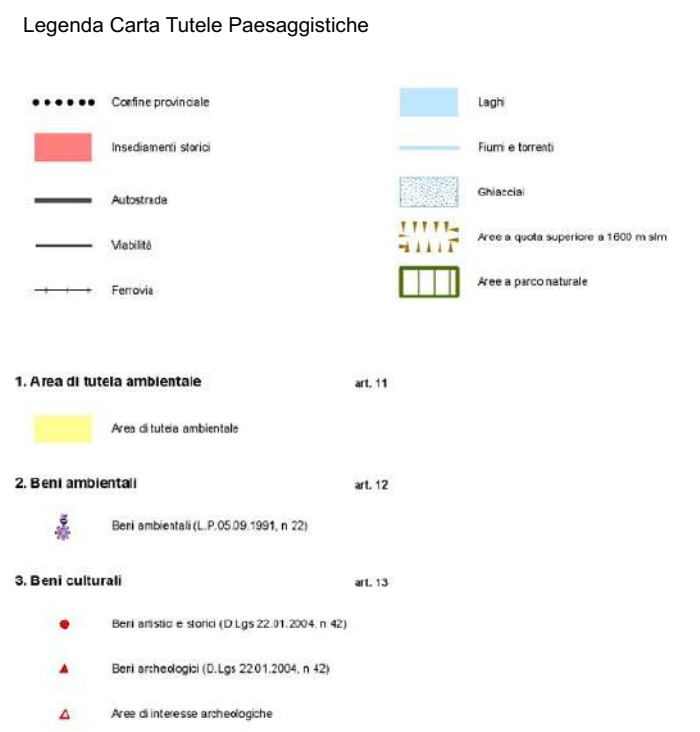 Legenda Carta Tutele Paesaggistiche
Confine provinciale
Insediamenti storici
Autostrada
Viabilità
Ferrovia
Laghi
Fiumi e torrenti
Ghiacciai
Aree a quota superiore a 1600 m slm
Aree a parco naturale
1. Area di tutela ambientale art. 11
Area di tutela ambientale
2. Beni ambientali art. 12
Beni ambientali (L.P.05.09.1991, n 22)
3. Beni culturali art. 13
Beni artistici e storici (D.Lgs 22.01.2004, n 42)
Beni archeologici (D.Lgs 22.01.2004, n 42)
Aree di interesse archeologiche